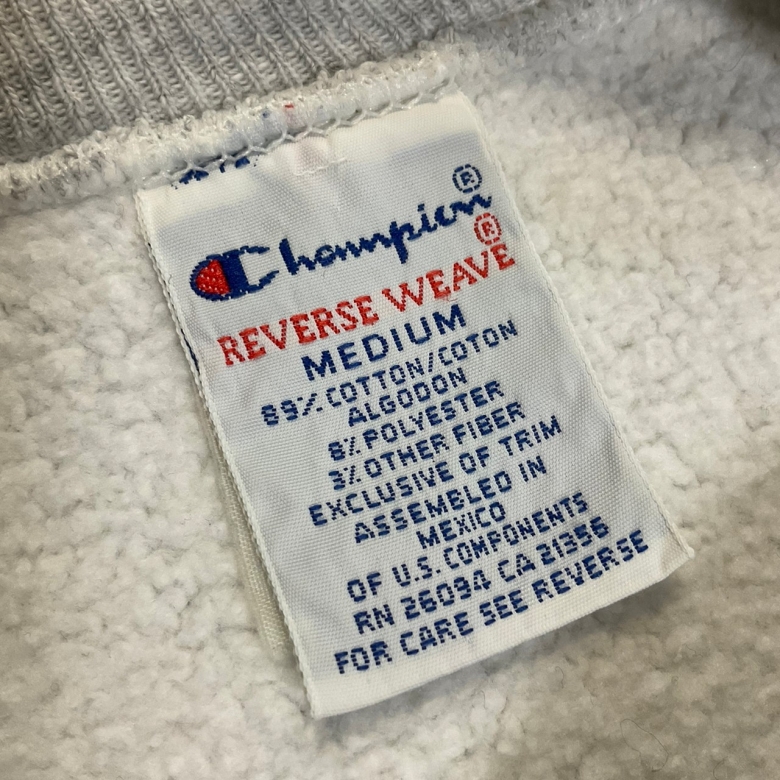 Champion®
REVERSE WEAVE®
MEDIUM
89% COTTON/COTON
ALGODON
8% POLYESTER
3% OTHER FIBER
EXCLUSIVE OF TRIM
ASSEMBLED IN
MEXICO
OF U.S. COMPONENTS
RN 26094 CA 21356
FOR CARE SEE REVERSE